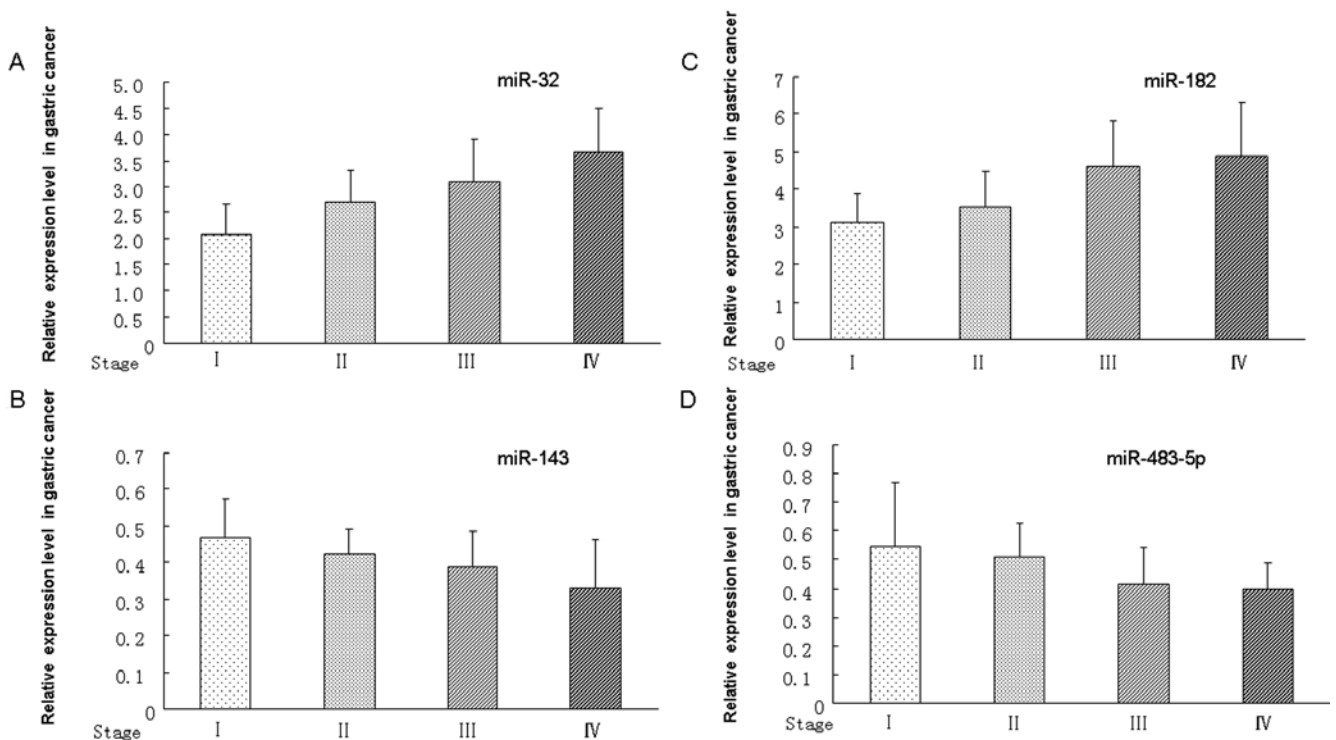 A
Relative expression level in gastric cancer
miR-32
5.0
4.5
4.0
3.5
3.0
2.5
2.0
1.5
1.0
0.5
0
Stage I II III IV
C
Relative expression level in gastric cancer
miR-182
7
6
5
4
3
2
1
0
Stage I II III IV
B
Relative expression level in gastric cancer
miR-143
0.7
0.6
0.5
0.4
0.3
0.2
0.1
0
Stage I II III IV
D
Relative expression level in gastric cancer
miR-483-5p
0.9
0.8
0.7
0.6
0.5
0.4
0.3
0.2
0.1
0
Stage I II III IV